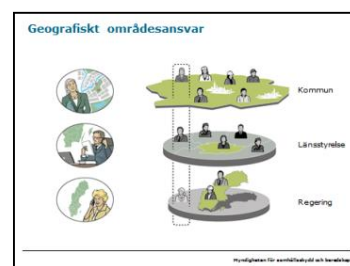 Geografiskt områdesansvar
Kommun
Länsstyrelse
Regering
Myndigheten för samhällsskydd och beredskap